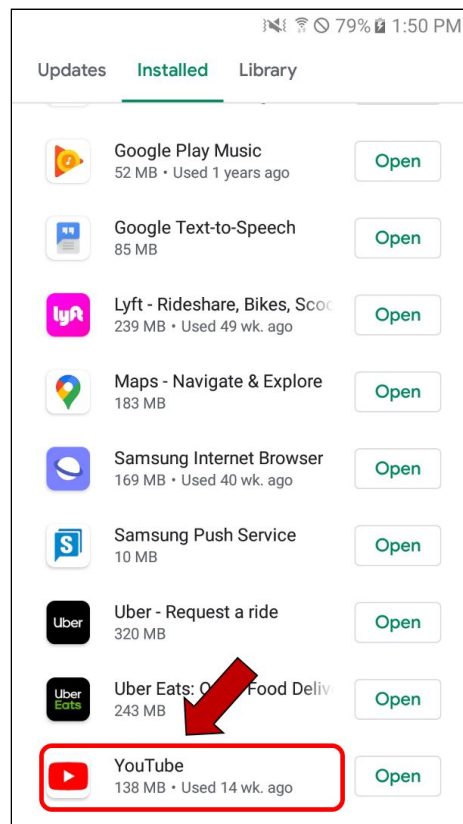 79% 1:50 PM
Updates Installed Library
Google Play Music
52 MB • Used 1 years ago
Open
Google Text-to-Speech
85 MB
Open
lyft
Lyft - Rideshare, Bikes, Scoo
239 MB • Used 49 wk. ago
Open
Maps - Navigate & Explore
183 MB
Open
Samsung Internet Browser
169 MB • Used 40 wk. ago
Open
S
Samsung Push Service
10 MB
Open
Uber
Uber - Request a ride
320 MB
Open
Uber
Eats
Uber Eats: Food Deliv
243 MB
Open
YouTube
138 MB • Used 14 wk. ago
Open